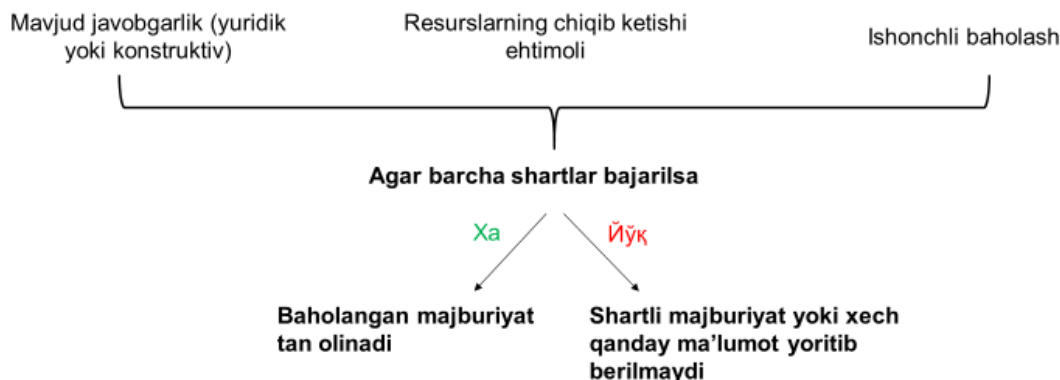 Mavjud javobgarlik (yuridik
yoki konstruktiv)
Resurslarning chiqib ketishi
ehtimoli
Ishonchli baholash
Agar barcha shartlar bajarilsa
Ха
Йўқ
Baholangan majburiyat
tan olinadi
Shartli majburiyat yoki xech
qanday ma’lumot yoritib
berilmaydi